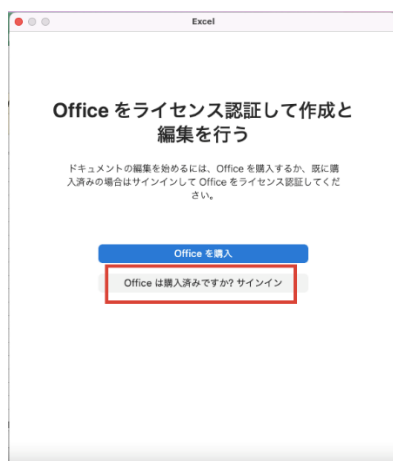 Excel
Office をライセンス認証して作成と
編集を行う
ドキュメントの編集を始めるには、Office を購入するか、既に購
入済みの場合はサインインして Office をライセンス認証してくだ
さい。
Office を購入
Office は購入済みですか? サインイン